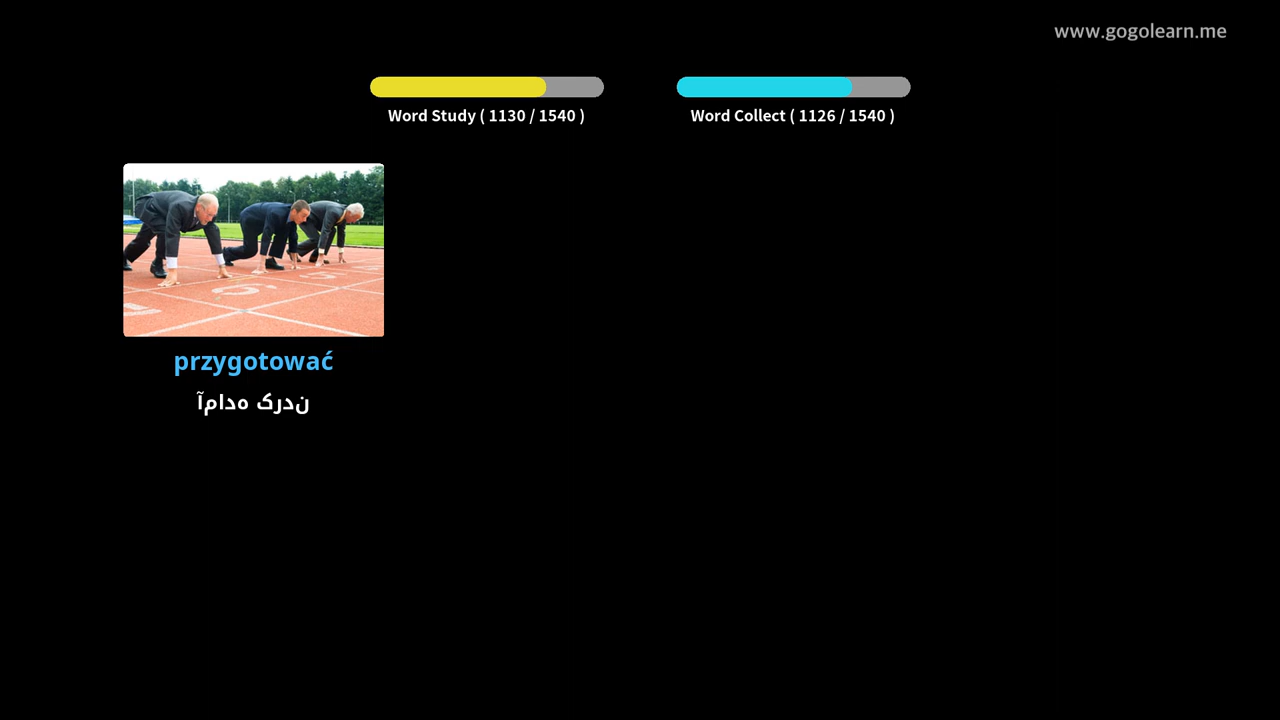 www.gogolearn.me
Word Study ( 1130 / 1540 )
Word Collect ( 1126 / 1540 )
przygotować
آماده کردن